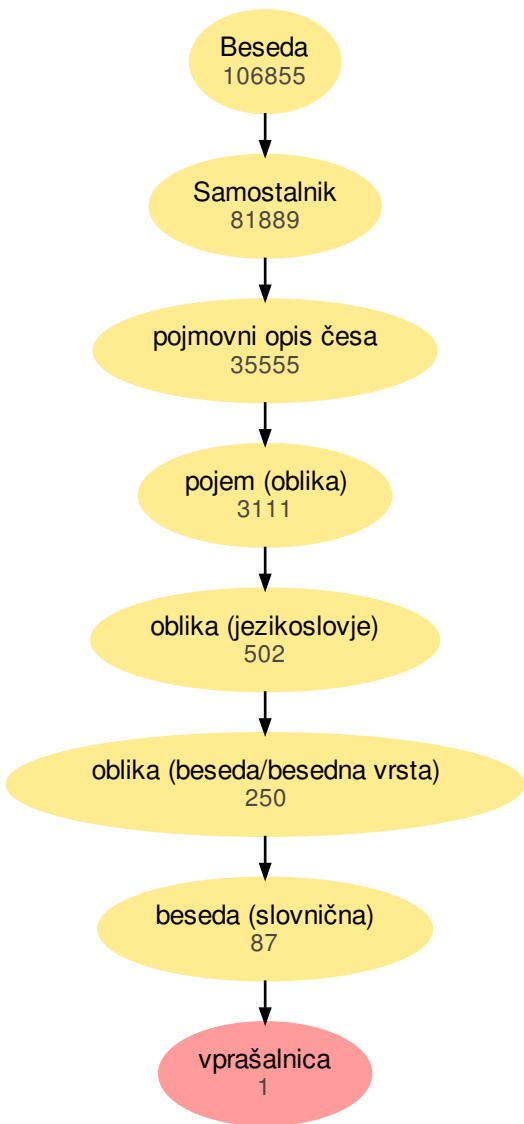 Beseda
106855
Samostalnik
81889
pojmovni opis česa
35555
pojem (oblika)
3111
oblika (jezikoslovje)
502
oblika (beseda/besedna vrsta)
250
beseda (slovnična)
87
vprašalnica
1